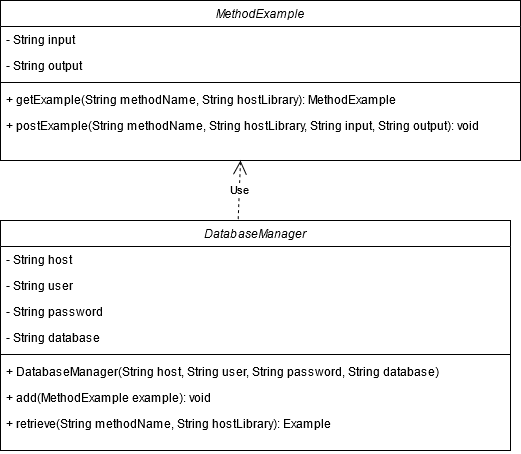 MethodExample
- String input
- String output
+ getExample(String methodName, String hostLibrary): MethodExample
+ postExample(String methodName, String hostLibrary, String input, String output): void
Use
DatabaseManager
- String host
- String user
- String password
- String database
+ DatabaseManager(String host, String user, String password, String database)
+ add(MethodExample example): void
+ retrieve(String methodName, String hostLibrary): Example